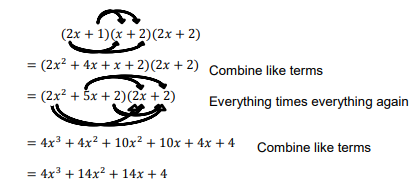 (2x + 1)(x + 2)(2x + 2)
= (2x² + 4x + x + 2)(2x + 2) Combine like terms
= (2x² + 5x + 2)(2x + 2) Everything times everything again
= 4x³ + 4x² + 10x² + 10x + 4x + 4 Combine like terms
= 4x³ + 14x² + 14x + 4